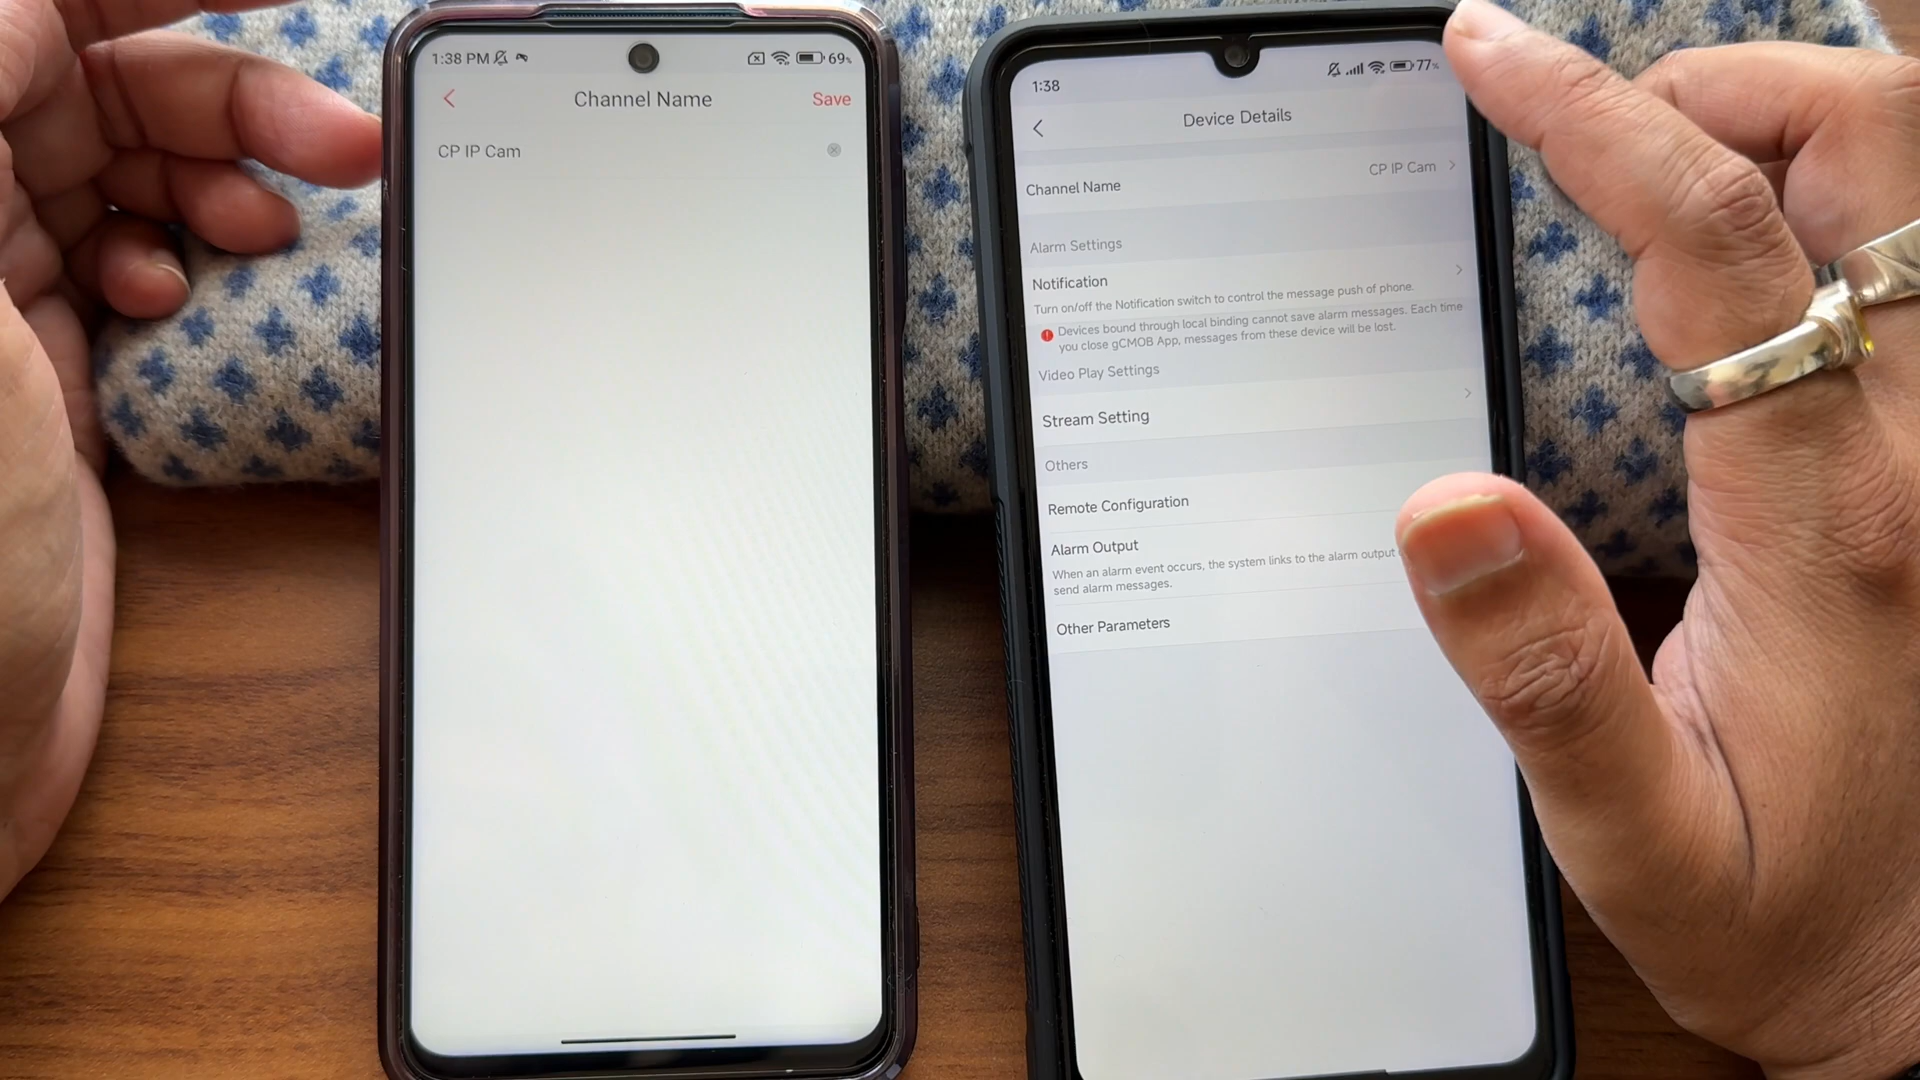 1:38 PM
69%
Channel Name
Save
CP IP Cam
1:38
77%
Device Details
Channel Name
CP IP Cam
Alarm Settings
Notification
Turn on/off the Notification switch to control the message push of phone.
Devices bound through local binding cannot save alarm messages. Each time
you close gCMOB App, messages from these device will be lost.
Video Play Settings
Stream Setting
Others
Remote Configuration
Alarm Output
When an alarm event occurs, the system links to the alarm output
send alarm messages.
Other Parameters